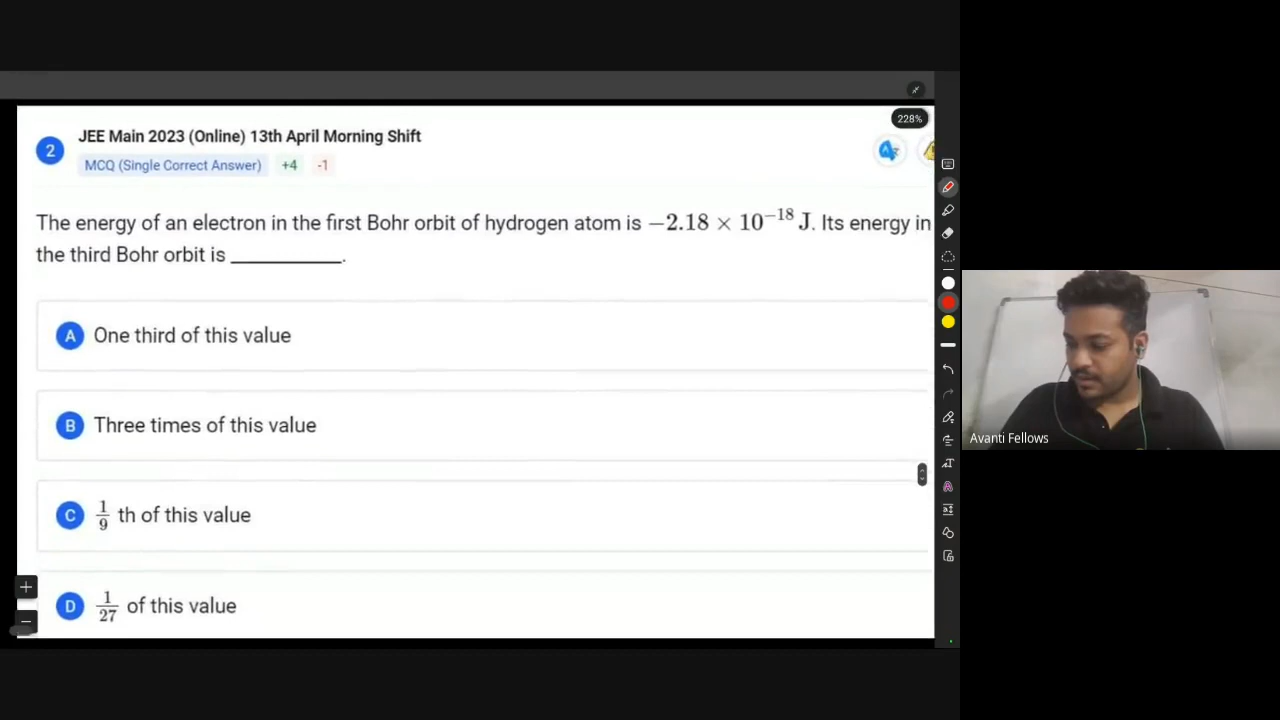 228%
2
JEE Main 2023 (Online) 13th April Morning Shift
MCQ (Single Correct Answer) +4 -1
The energy of an electron in the first Bohr orbit of hydrogen atom is −2.18 × 10⁻¹⁸ J. Its energy in
the third Bohr orbit is __________.
A One third of this value
B Three times of this value
C 1/9 th of this value
D 1/27 of this value
Avanti Fellows